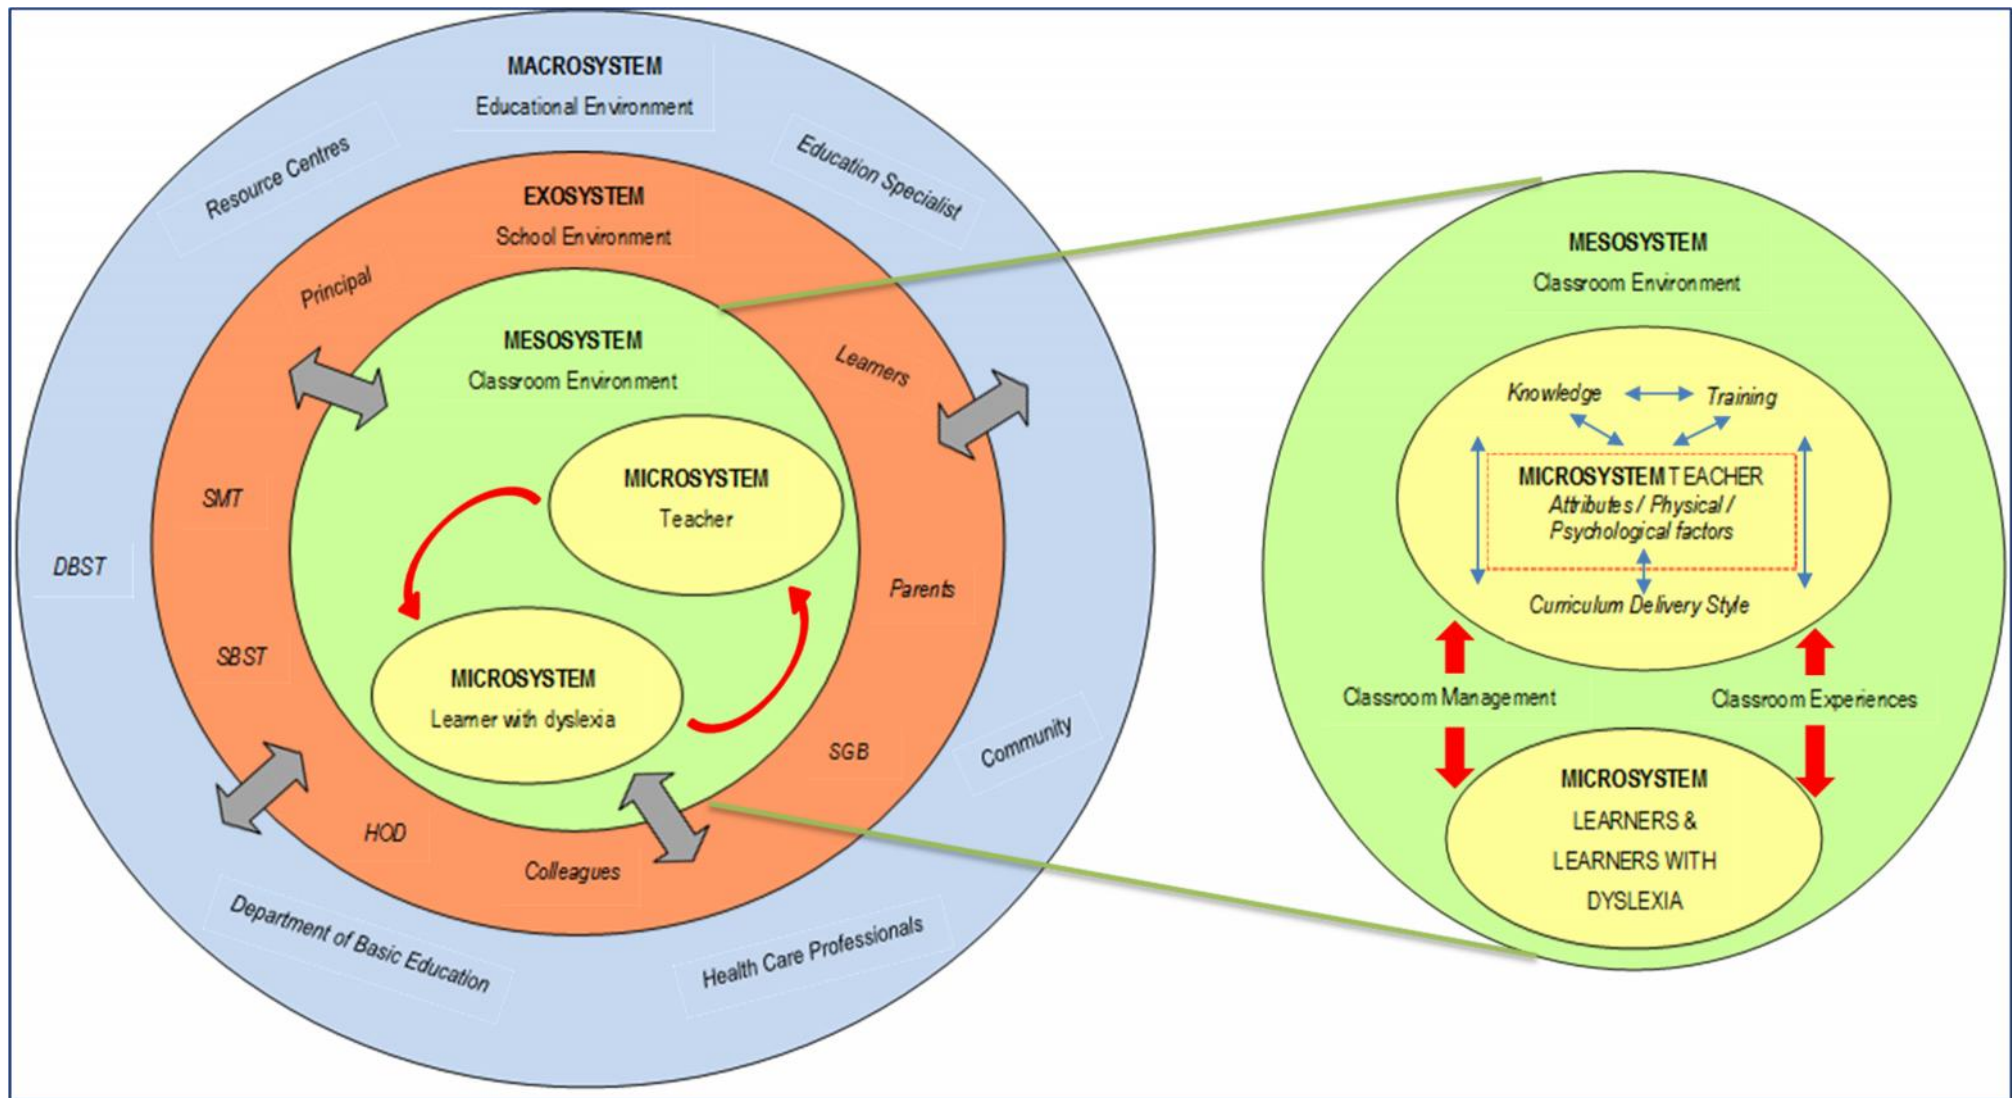 MACROSYSTEM
Educational Environment
Resource Centres
Education Specialist
EXOSYSTEM
School Environment
Principal
Learners
MESOSYSTEM
Classroom Environment
MICROSYSTEM
Teacher
SMT
DBST
Parents
SBST
MICROSYSTEM
Learner with dyslexia
SGB
Community
HOD
Colleagues
Department of Basic Education
Health Care Professionals
MESOSYSTEM
Classroom Environment
Knowledge
Training
MICROSYSTEM TEACHER
Attributes / Physical /
Psychological factors
Curriculum Delivery Style
Classroom Management
Classroom Experiences
MICROSYSTEM
LEARNERS &
LEARNERS WITH
DYSLEXIA